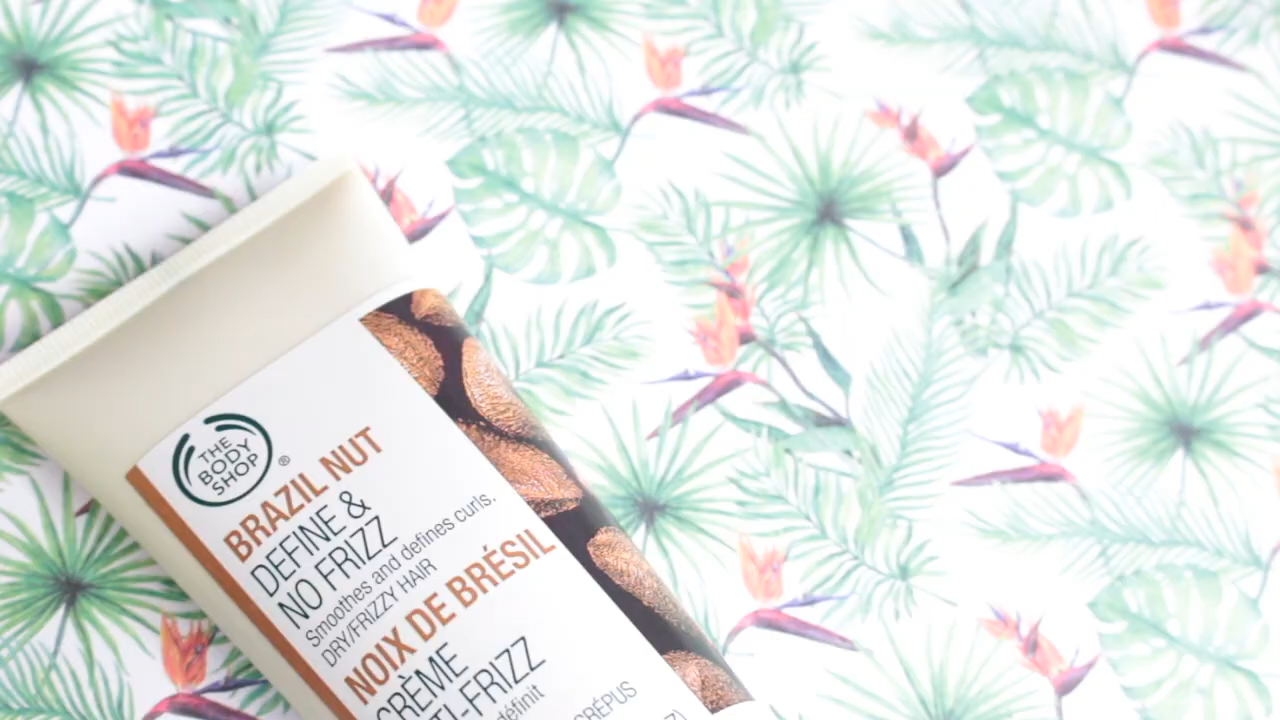 THE
BODY
SHOP
®
BRAZIL NUT
DEFINE &
NO FRIZZ
Smoothes and defines curls.
DRY/FRIZZY HAIR
NOIX DE BRÉSIL
CRÈME
TI-FRIZZ
définit
CRÉPUS